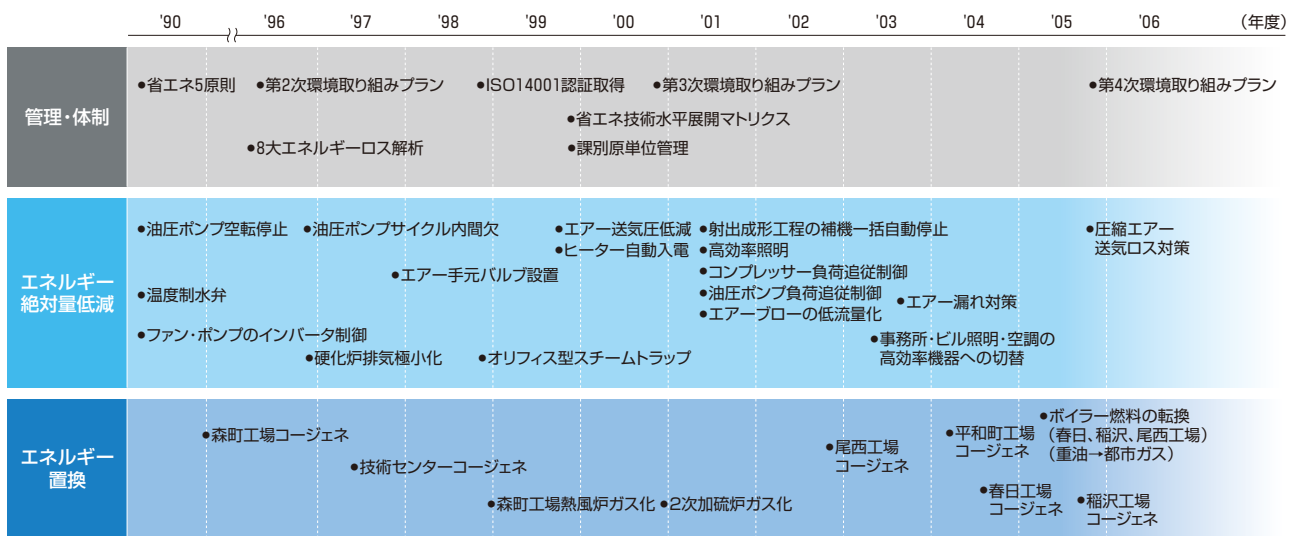 '90 '96 '97 '98 '99 '00 '01 '02 '03 '04 '05 '06 (年度)
管理・体制
●省エネ5原則 ●第2次環境取り組みプラン ●ISO14001認証取得 ●第3次環境取り組みプラン ●第4次環境取り組みプラン
●省エネ技術水平展開マトリクス
●8大エネルギーロス解析 ●課別原単位管理
エネルギー
絶対量低減
●油圧ポンプ空転停止 ●油圧ポンプサイクル内間欠 ●エアー送気圧低減 ●射出成形工程の補機一括自動停止 ●圧縮エアー
●ヒーター自動入電 ●高効率照明 送気ロス対策
●エアー手元バルブ設置 ●コンプレッサー負荷追従制御
●温度制水弁 ●油圧ポンプ負荷追従制御 ●エアー漏れ対策
●エアーブローの低流量化
●ファン・ポンプのインバータ制御 ●事務所・ビル照明・空調の
●硬化炉排気極小化 ●オリフィス型スチームトラップ 高効率機器への切替
エネルギー
置換
●ボイラー燃料の転換
●森町工場コージェネ ●平和町工場 (春日、稲沢、尾西工場)
●尾西工場 コージェネ (重油→都市ガス)
●技術センターコージェネ コージェネ
●春日工場 ●稲沢工場
●森町工場熱風炉ガス化 ●2次加硫炉ガス化 コージェネ コージェネ